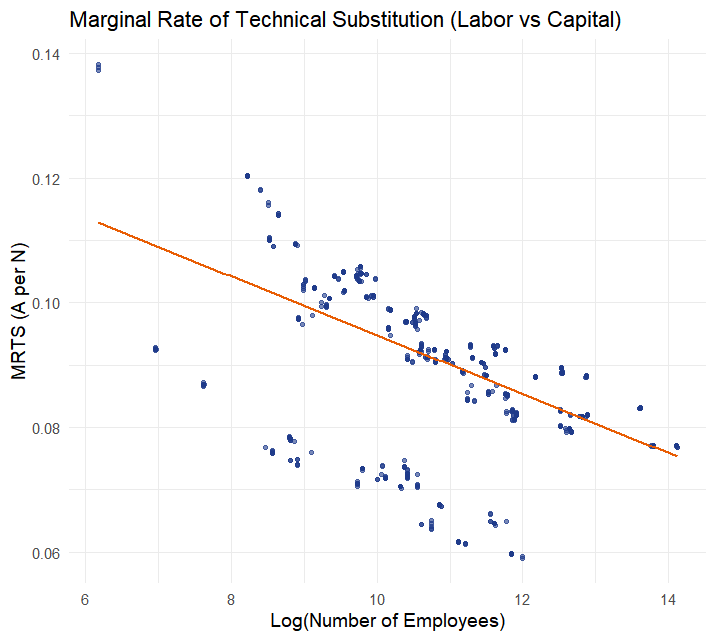 Marginal Rate of Technical Substitution (Labor vs Capital)
MRTS (A per N)
0.14
0.12
0.10
0.08
0.06
6 8 10 12 14
Log(Number of Employees)